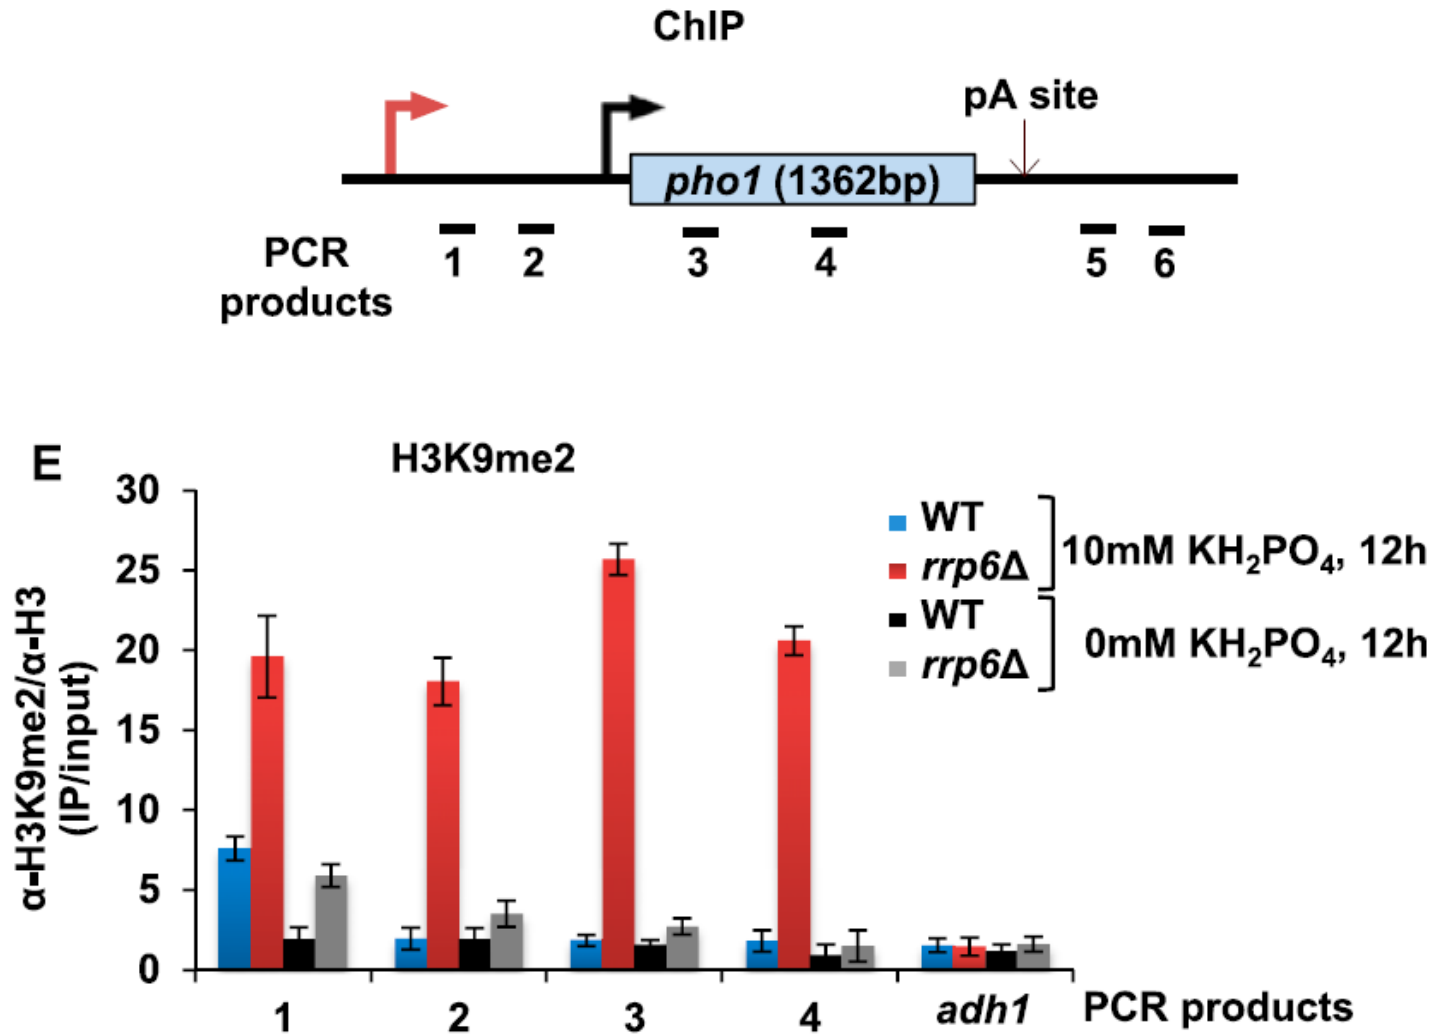 ChIP
pA site
pho1 (1362bp)
PCR
products
1 2 3 4 5 6
E
H3K9me2
α-H3K9me2/α-H3
(IP/input)
30
25
20
15
10
5
0
WT
rrp6Δ
10mM KH₂PO₄, 12h
WT
rrp6Δ
0mM KH₂PO₄, 12h
1 2 3 4 adh1 PCR products